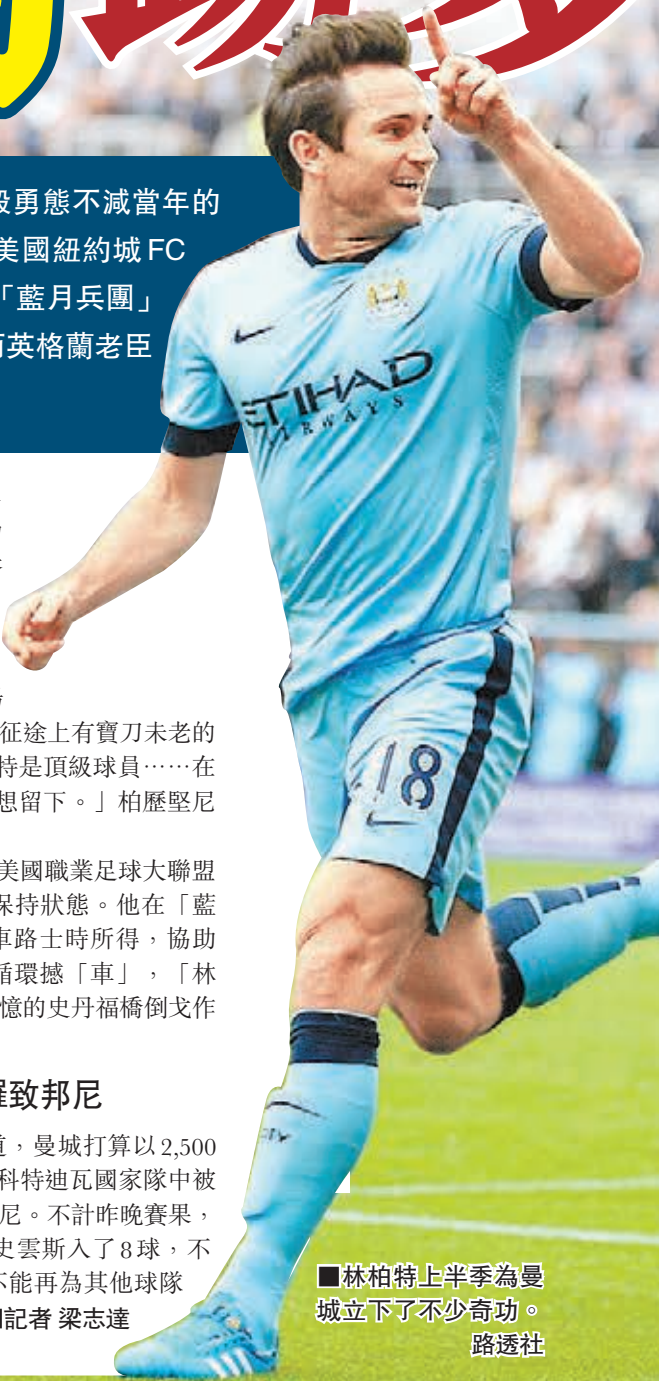 般勇態不減當年的
美國紐約城 FC
「藍月兵團」
而英格蘭老臣
ETIHAD
AIRWAYS
18
征途上有寶刀未老的
特是頂級球員……在
想留下。」柏歷堅尼
美國職業足球大聯盟
保持狀態。他在「藍
車路士時所得，協助
循環撼「車」，「林
憶的史丹福橋倒戈作
羅致邦尼
道，曼城打算以2,500
科特迪瓦國家隊中被
尼。不計昨晚賽果，
史雲斯入了8球，不
不能再為其他球隊
記者 梁志達
■林柏特上半季為曼
城立下了不少奇功。
路透社